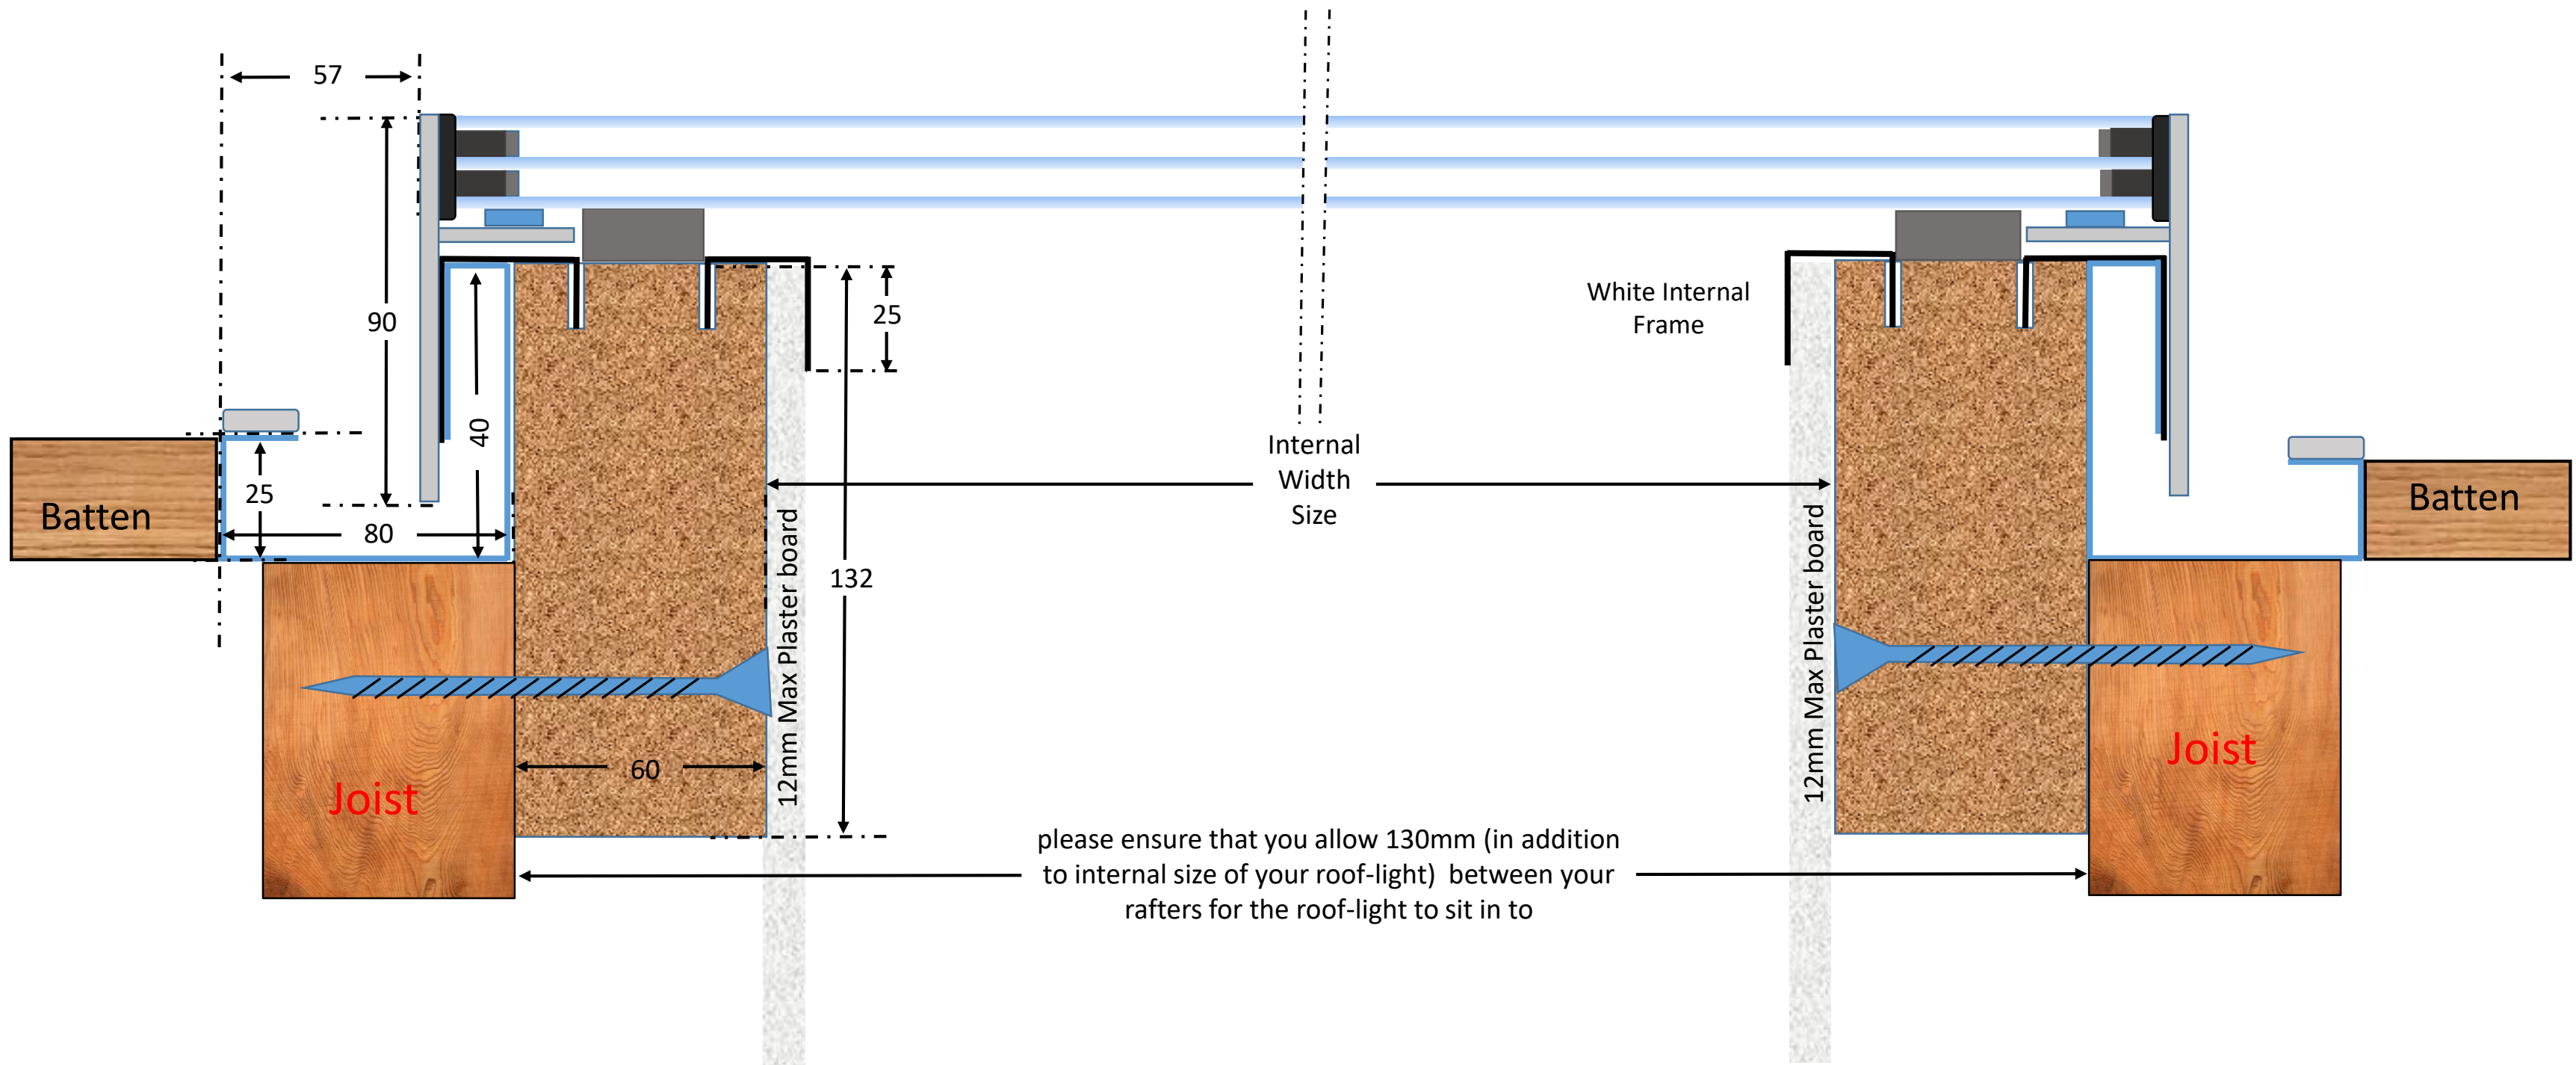 57
90
25
40
White Internal
Frame
Internal
Width
Size
25
80
Batten
Batten
132
12mm Max Plaster board
12mm Max Plaster board
60
Joist
Joist
please ensure that you allow 130mm (in addition
to internal size of your roof-light) between your
rafters for the roof-light to sit in to